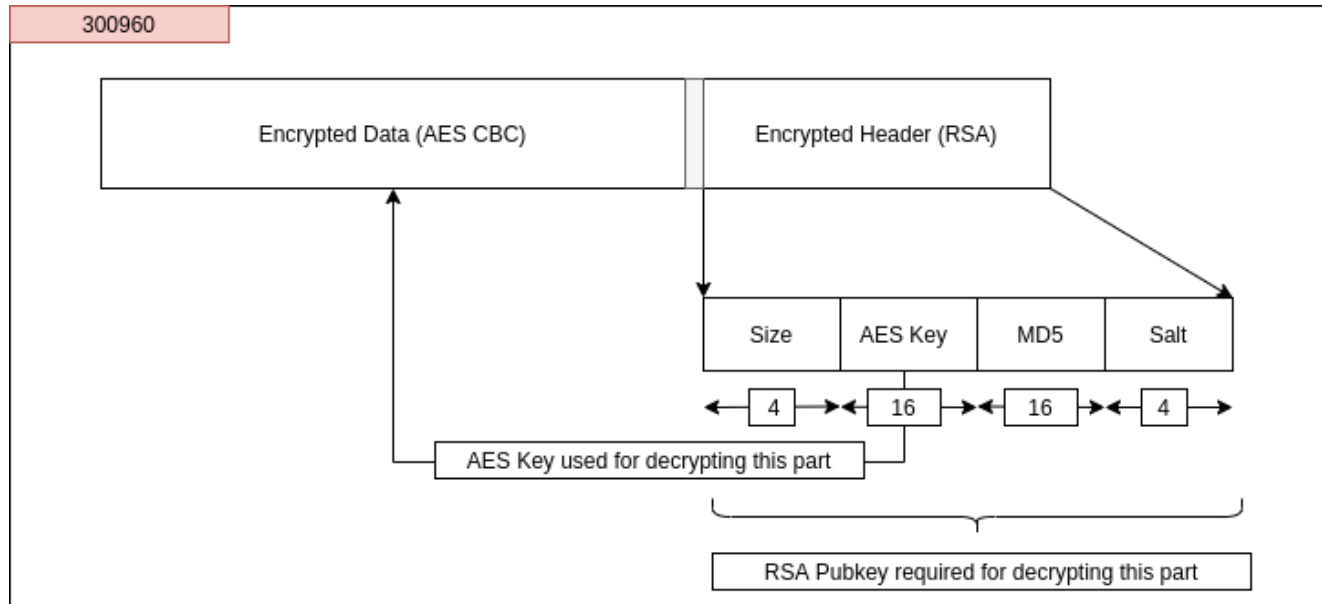 300960
Encrypted Data (AES CBC)
Encrypted Header (RSA)
Size
AES Key
MD5
Salt
4
16
16
4
AES Key used for decrypting this part
RSA Pubkey required for decrypting this part